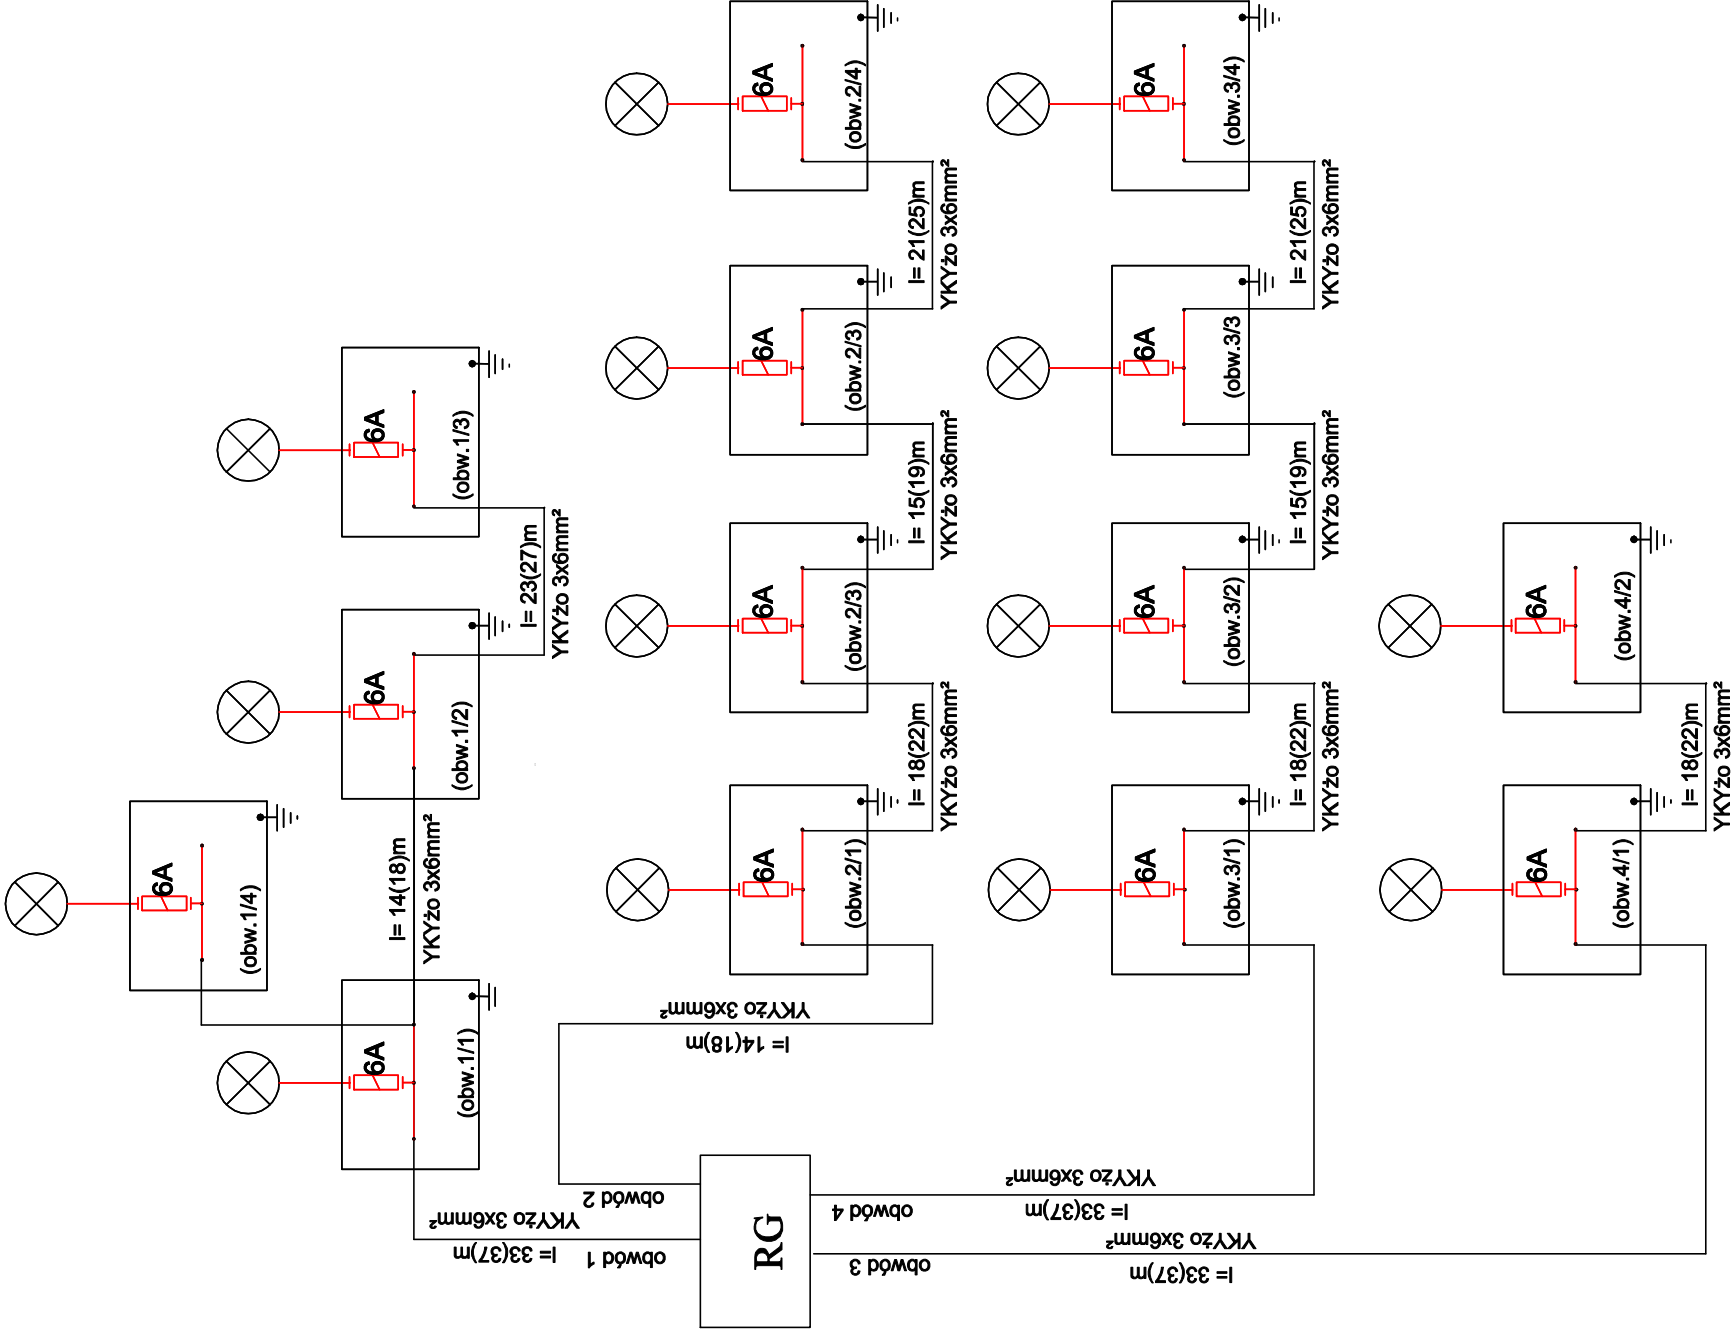 6A
(obw.1/4)
6A
(obw.1/1)
l= 14(18)m
YKYżo 3x6mm²
6A
(obw.1/2)
l= 23(27)m
YKYżo 3x6mm²
6A
(obw.1/3)
6A
(obw.2/1)
l= 18(22)m
YKYżo 3x6mm²
6A
(obw.2/3)
l= 15(19)m
YKYżo 3x6mm²
6A
(obw.2/3)
l= 21(25)m
YKYżo 3x6mm²
6A
(obw.2/4)
6A
(obw.3/1)
l= 18(22)m
YKYżo 3x6mm²
6A
(obw.3/2)
l= 15(19)m
YKYżo 3x6mm²
6A
(obw.3/3
l= 21(25)m
YKYżo 3x6mm²
6A
(obw.3/4)
6A
(obw.4/1)
l= 18(22)m
YKYżo 3x6mm²
6A
(obw.4/2)
RG
obwód 1
l= 33(37)m
YKYżo 3x6mm²
obwód 2
l= 14(18)m
YKYżo 3x6mm²
obwód 4
l= 33(37)m
YKYżo 3x6mm²
obwód 3
l= 33(37)m
YKYżo 3x6mm²